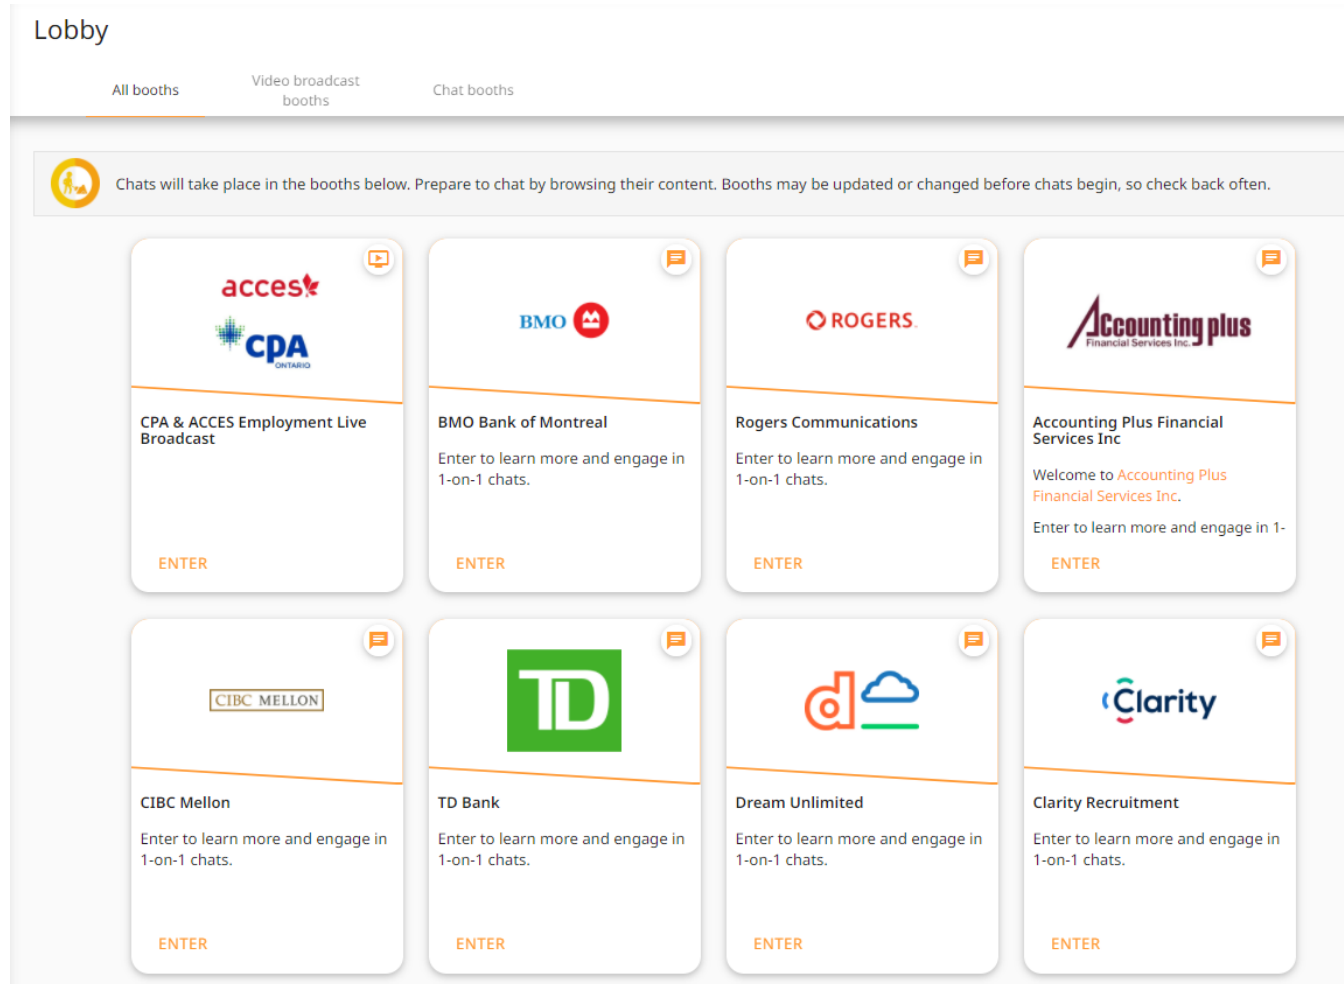 Lobby
All booths
Video broadcast
booths
Chat booths
Chats will take place in the booths below. Prepare to chat by browsing their content. Booths may be updated or changed before chats begin, so check back often.
acces
CPA
ONTARIO
CPA & ACCES Employment Live
Broadcast
ENTER
BMO
BMO Bank of Montreal
Enter to learn more and engage in
1-on-1 chats.
ENTER
ROGERS.
Rogers Communications
Enter to learn more and engage in
1-on-1 chats.
ENTER
Accounting plus
Financial Services Inc.
Accounting Plus Financial
Services Inc
Welcome to Accounting Plus
Financial Services Inc.
Enter to learn more and engage in 1-
ENTER
CIBC MELLON
CIBC Mellon
Enter to learn more and engage in
1-on-1 chats.
ENTER
TD
TD Bank
Enter to learn more and engage in
1-on-1 chats.
ENTER
d
Dream Unlimited
Enter to learn more and engage in
1-on-1 chats.
ENTER
Clarity
Clarity Recruitment
Enter to learn more and engage in
1-on-1 chats.
ENTER